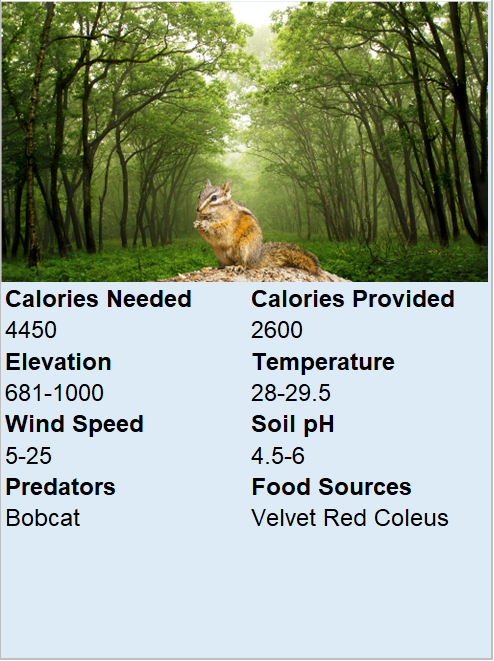 Calories Needed Calories Provided
4450 2600
Elevation Temperature
681-1000 28-29.5
Wind Speed Soil pH
5-25 4.5-6
Predators Food Sources
Bobcat Velvet Red Coleus